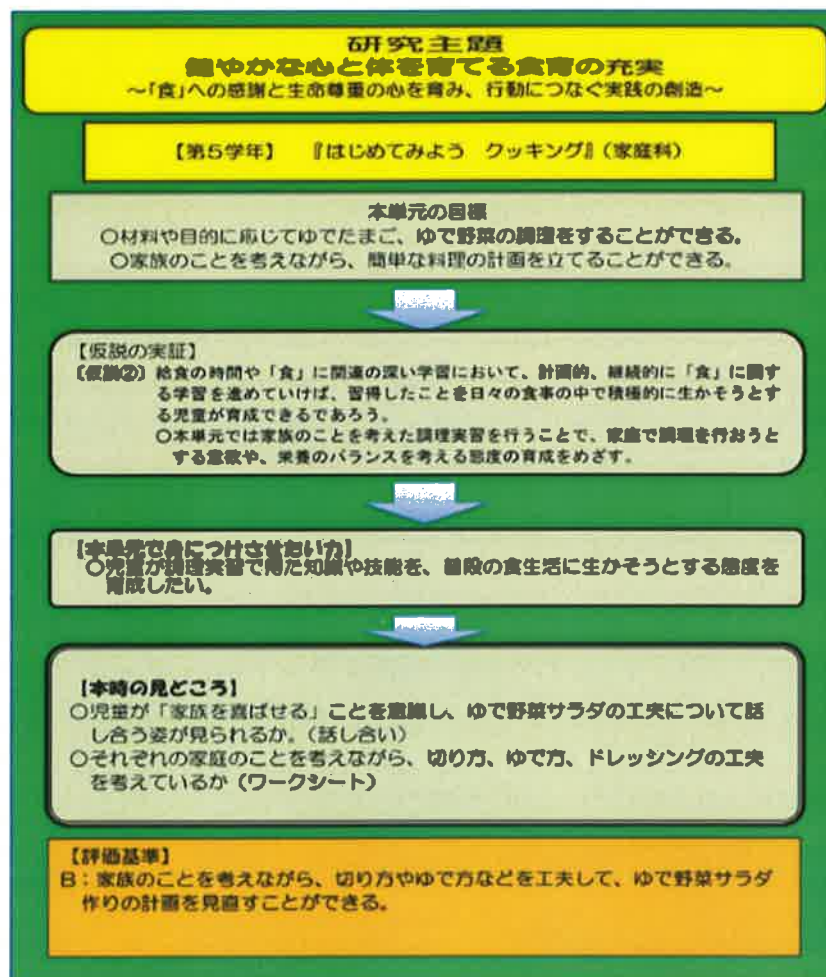 研究主題
健やかな心と体を育てる食育の充実
～「食」への感謝と生命尊重の心を育み、行動につなぐ実践の創造～
【第5学年】　『はじめてみよう　クッキング』（家庭科）
本単元の目標
○材料や目的に応じてゆでたまご、ゆで野菜の調理をすることができる。
○家族のことを考えながら、簡単な料理の計画を立てることができる。
【仮説の実証】
〔仮説②〕給食の時間や「食」に関連の深い学習において、計画的、継続的に「食」に関す
る学習を進めていけば、習得したことを日々の食事の中で積極的に生かそうとす
る児童が育成できるであろう。
○本単元では家族のことを考えた調理実習を行うことで、家庭で調理を行おうと
する意欲や、栄養のバランスを考える態度の育成をめざす。
【本単元で身につけさせたい力】
○児童が調理実習で得た知識や技能を、普段の食生活に生かそうとする態度を
育成したい。
【本時の見どころ】
○児童が「家族を喜ばせる」ことを意識し、ゆで野菜サラダの工夫について話
し合う姿が見られるか。（話し合い）
○それぞれの家庭のことを考えながら、切り方、ゆで方、ドレッシングの工夫
を考えているか（ワークシート）
【評価基準】
B：家族のことを考えながら、切り方やゆで方などを工夫して、ゆで野菜サラダ
作りの計画を見直すことができる。